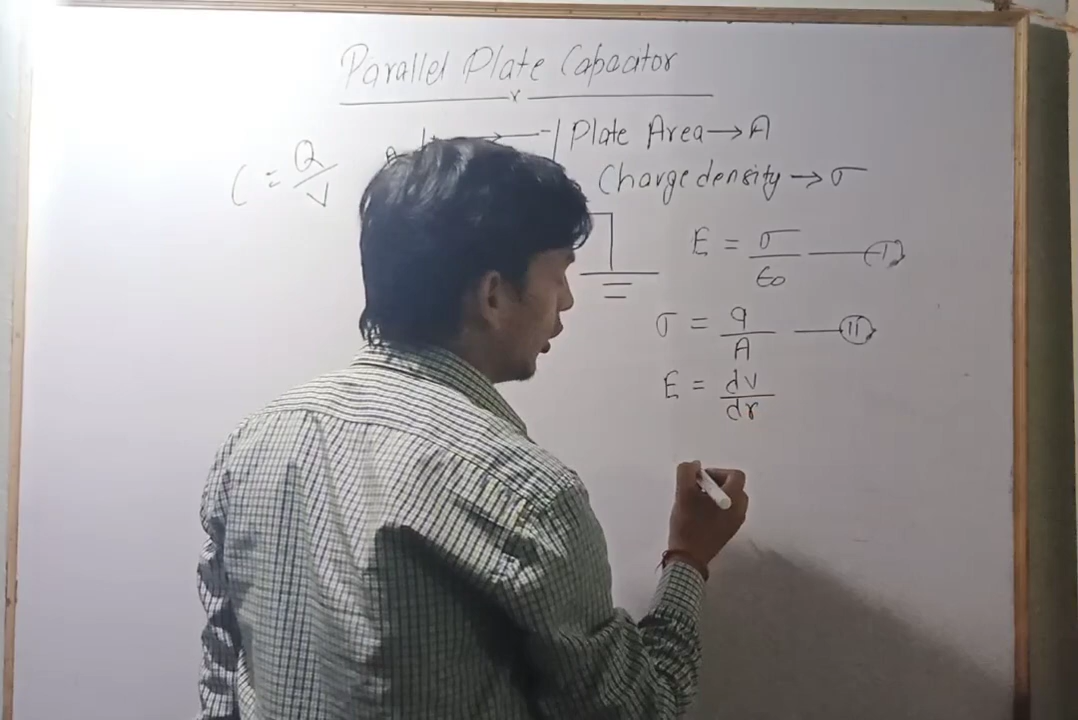 Parallel Plate Capacitor
Plate Area → A
C = Q/V
Charge density → σ
E = σ/ϵ0 — I
σ = q/A — II
E = dv/dr